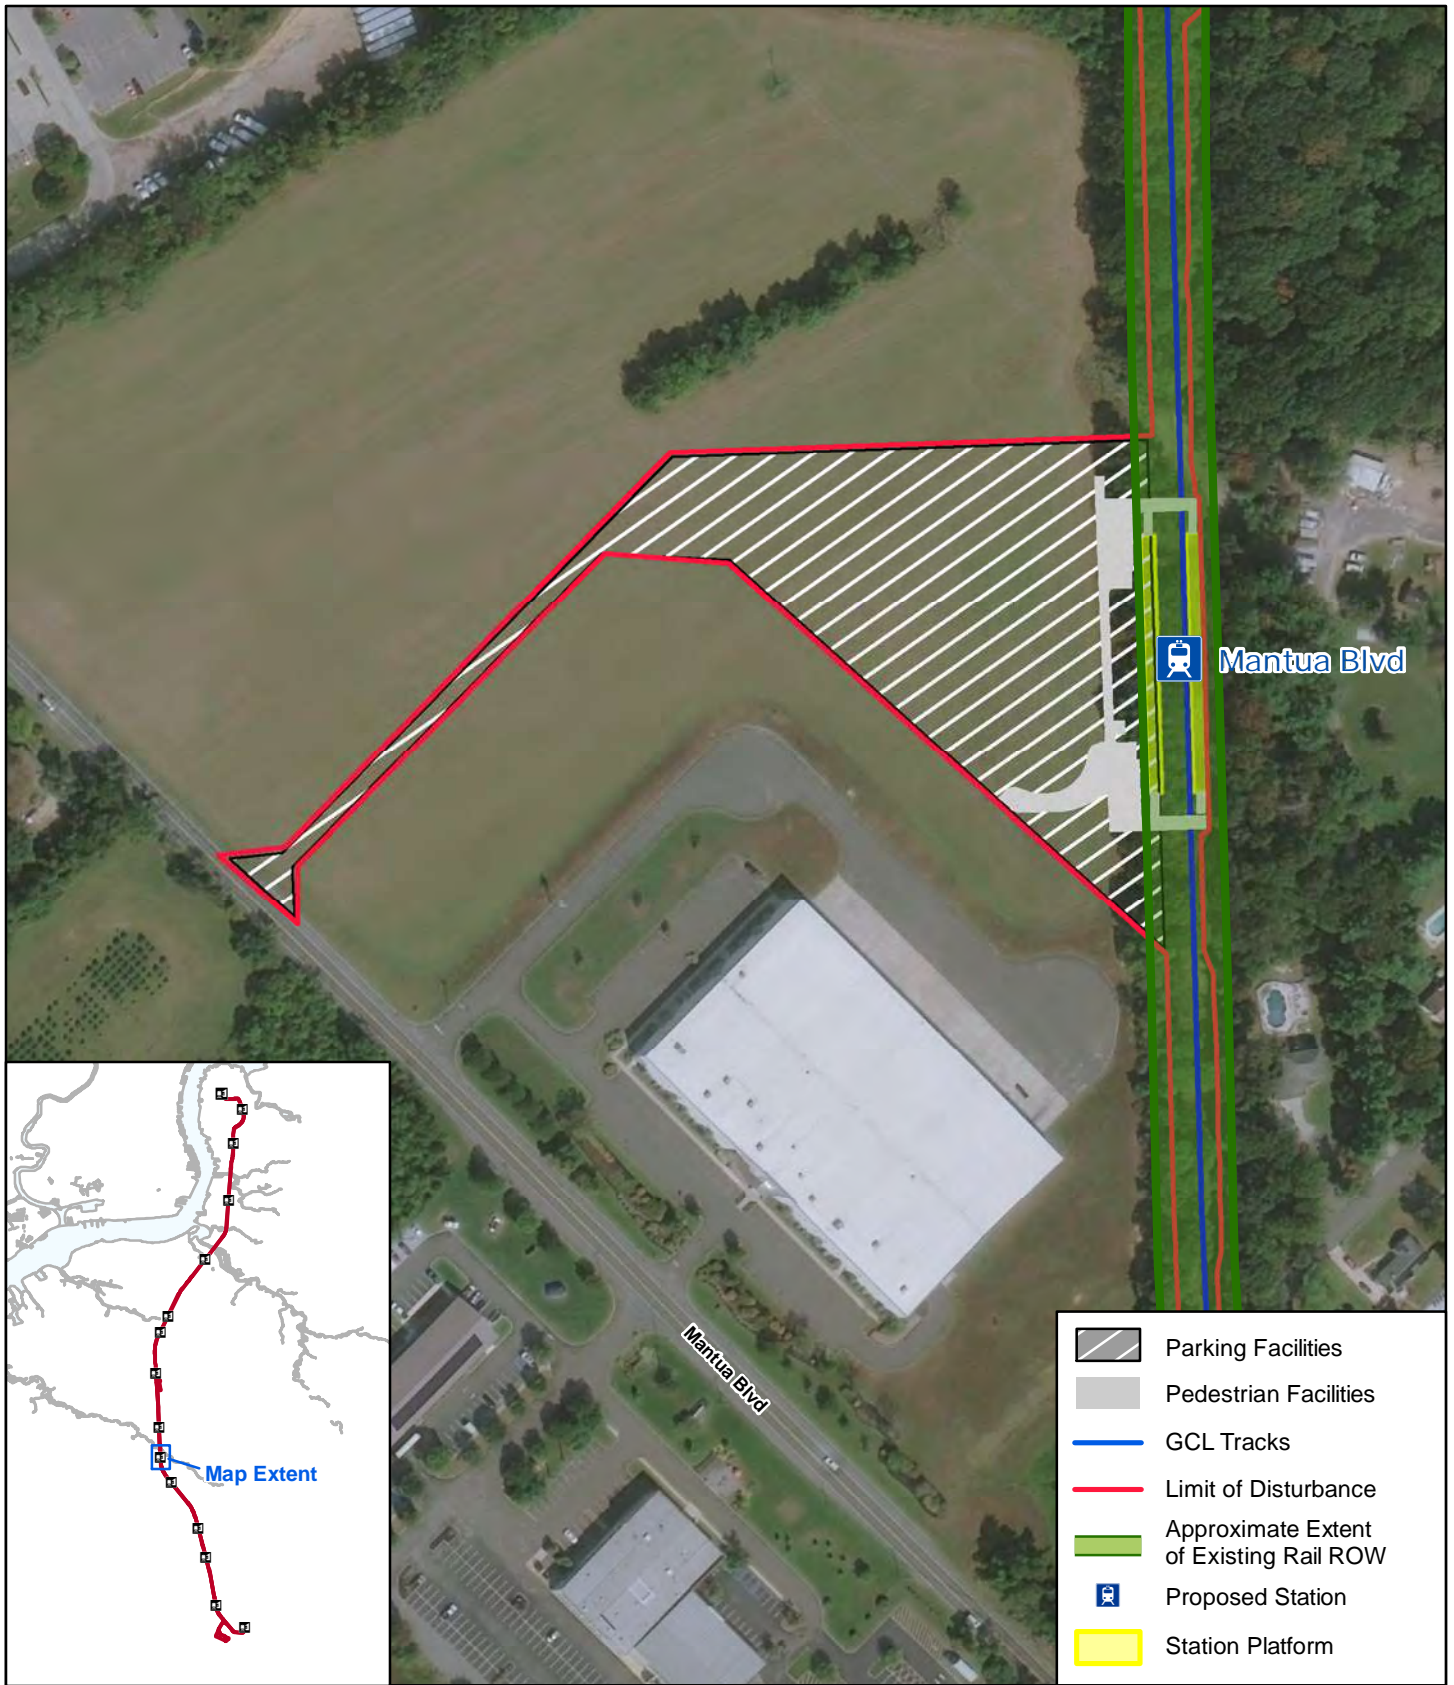 Mantua Blvd
Mantua Blvd
Map Extent
Parking Facilities
Pedestrian Facilities
GCL Tracks
Limit of Disturbance
Approximate Extent
of Existing Rail ROW
Proposed Station
Station Platform